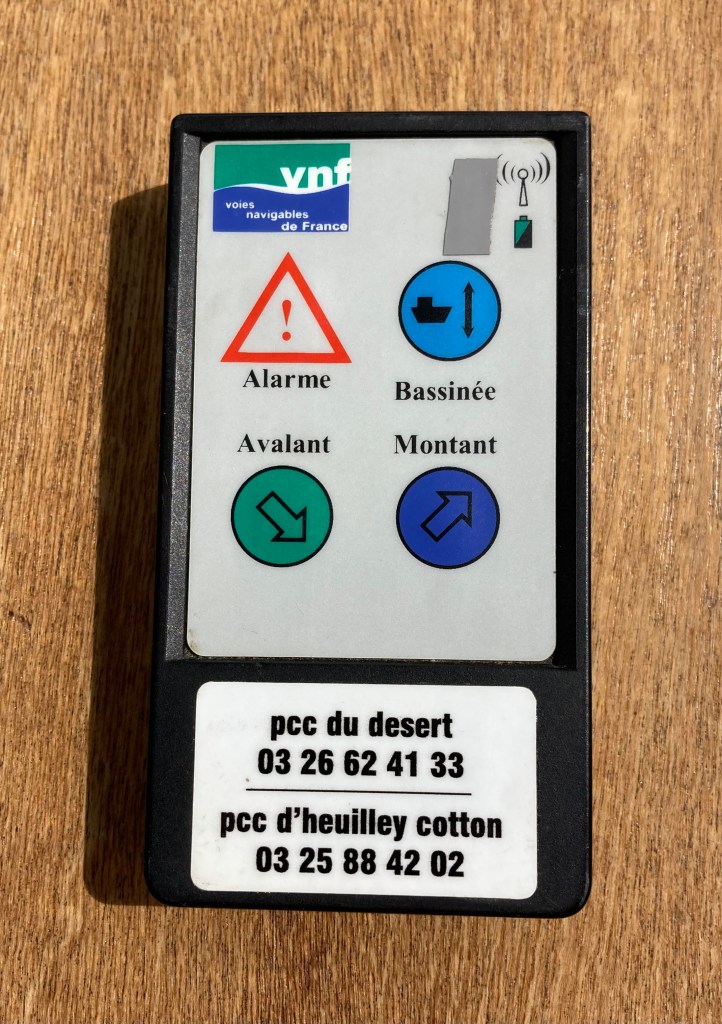 vnf
voies
navigables
de France
!
Alarme
Bassinée
Avalant
Montant
pcc du desert
03 26 62 41 33
pcc d'heuilley cotton
03 25 88 42 02